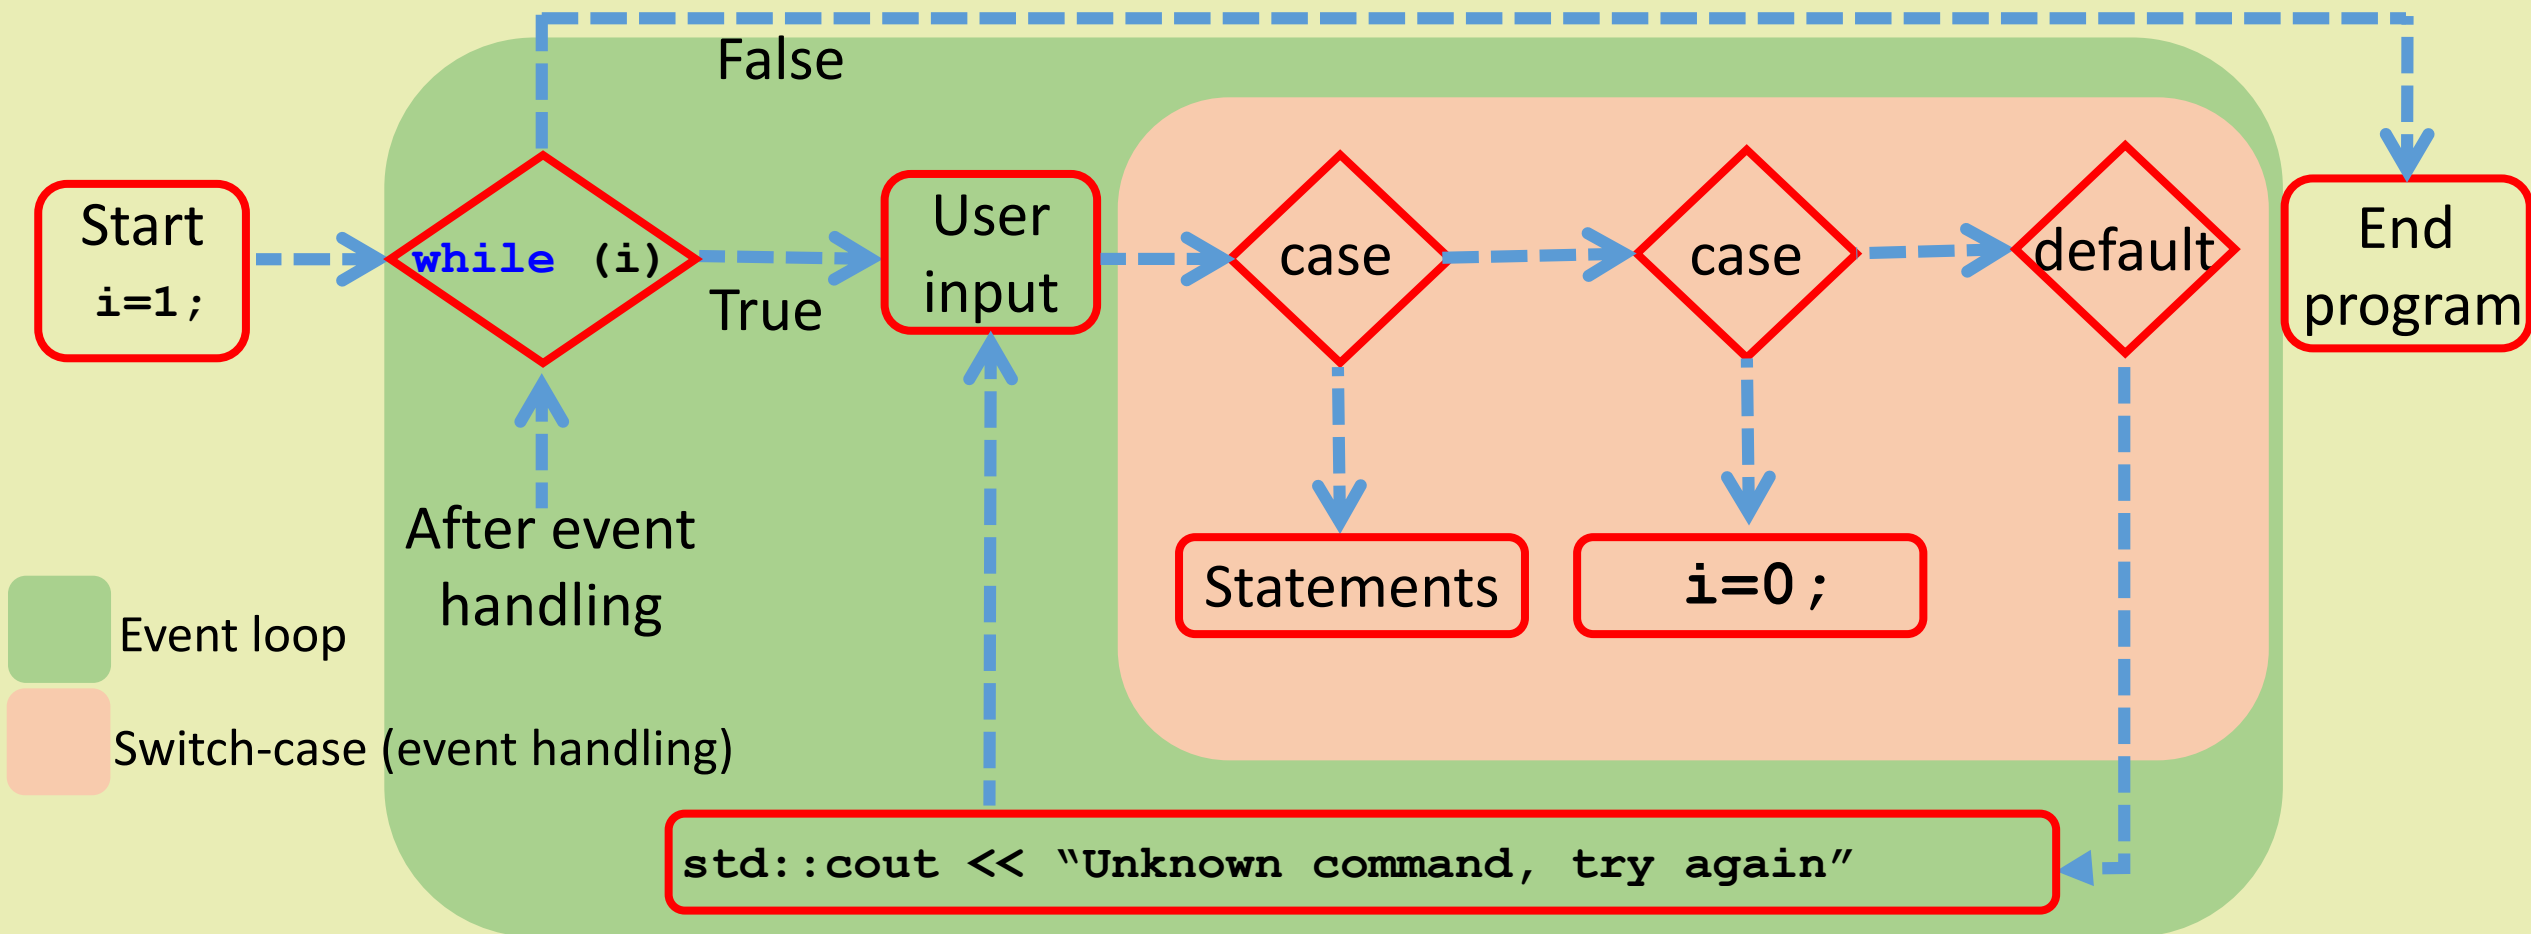 False
Start
i=1;
while (i)
True
User
input
case
case
default
End
program
After event
handling
Statements
i=0;
Event loop
Switch-case (event handling)
std::cout << “Unknown command, try again”